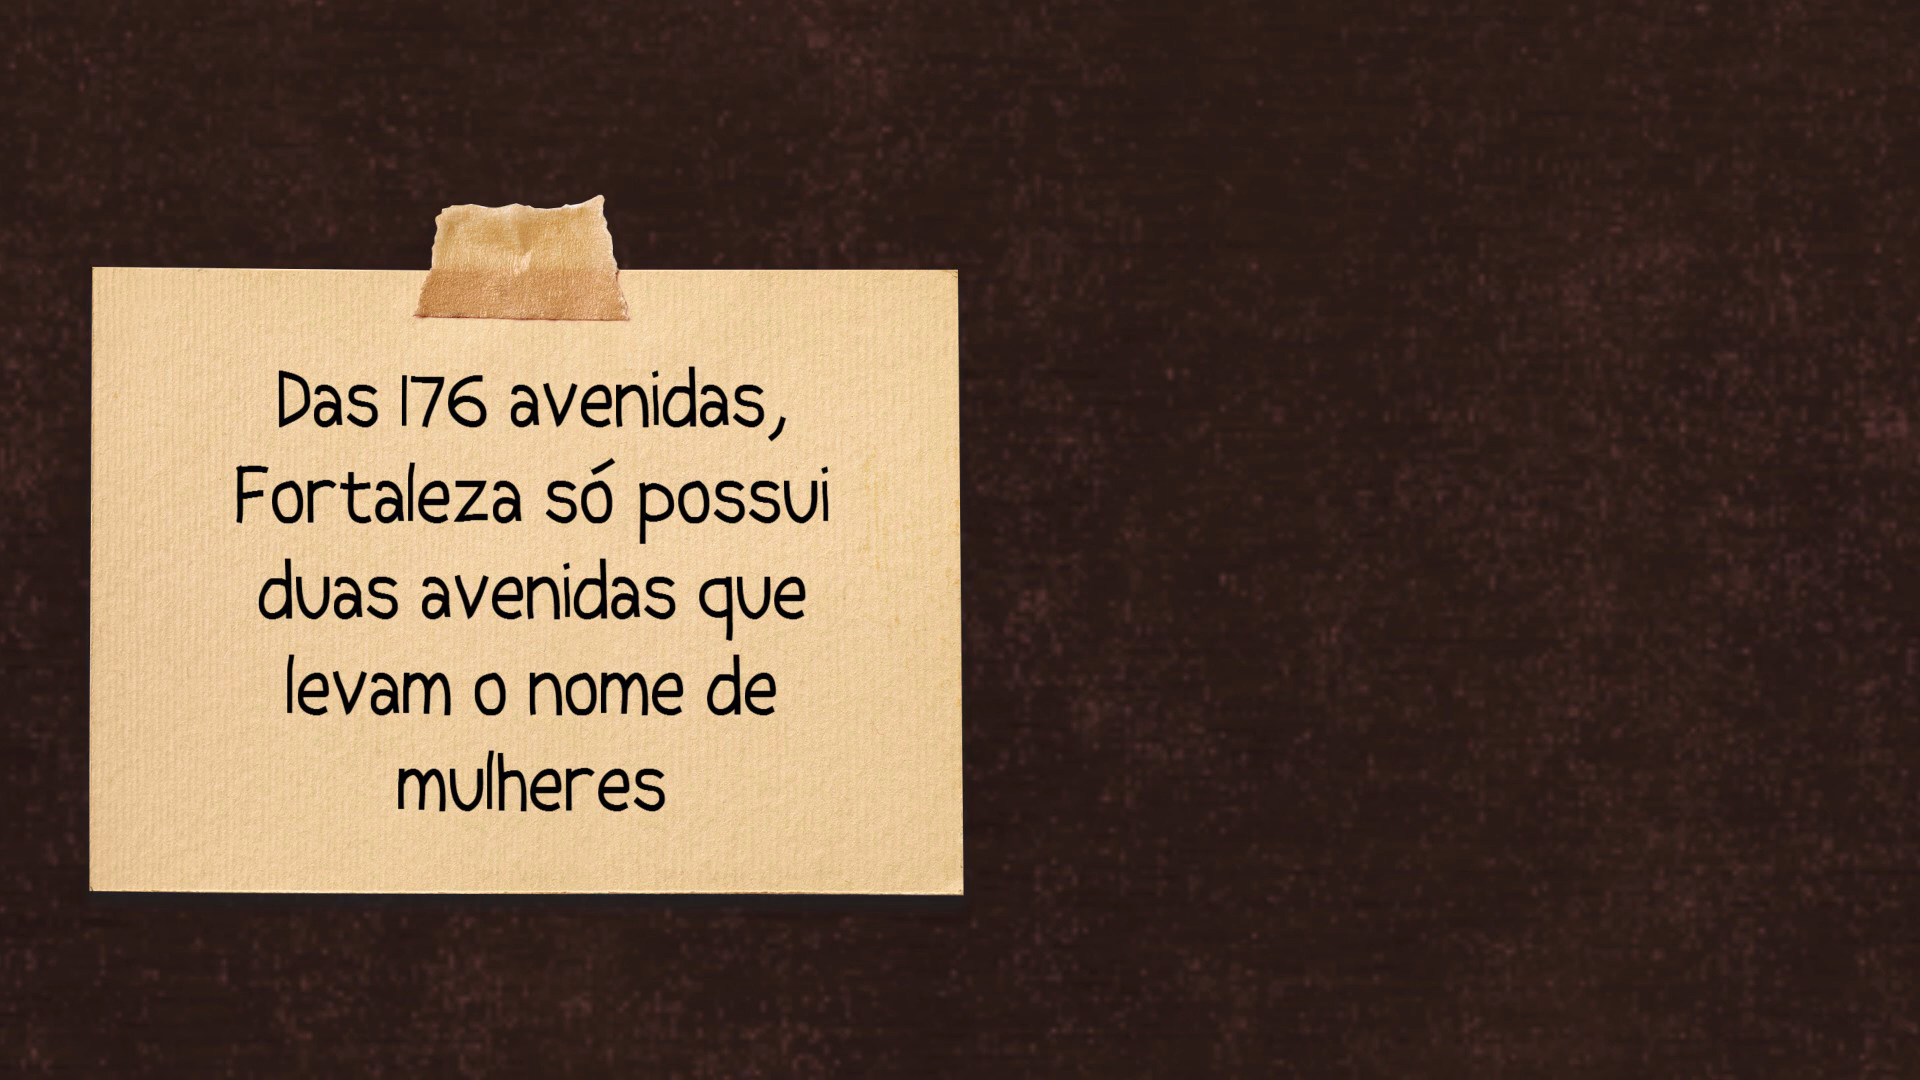 Das 176 avenidas,
Fortaleza só possui
duas avenidas que
levam o nome de
mulheres